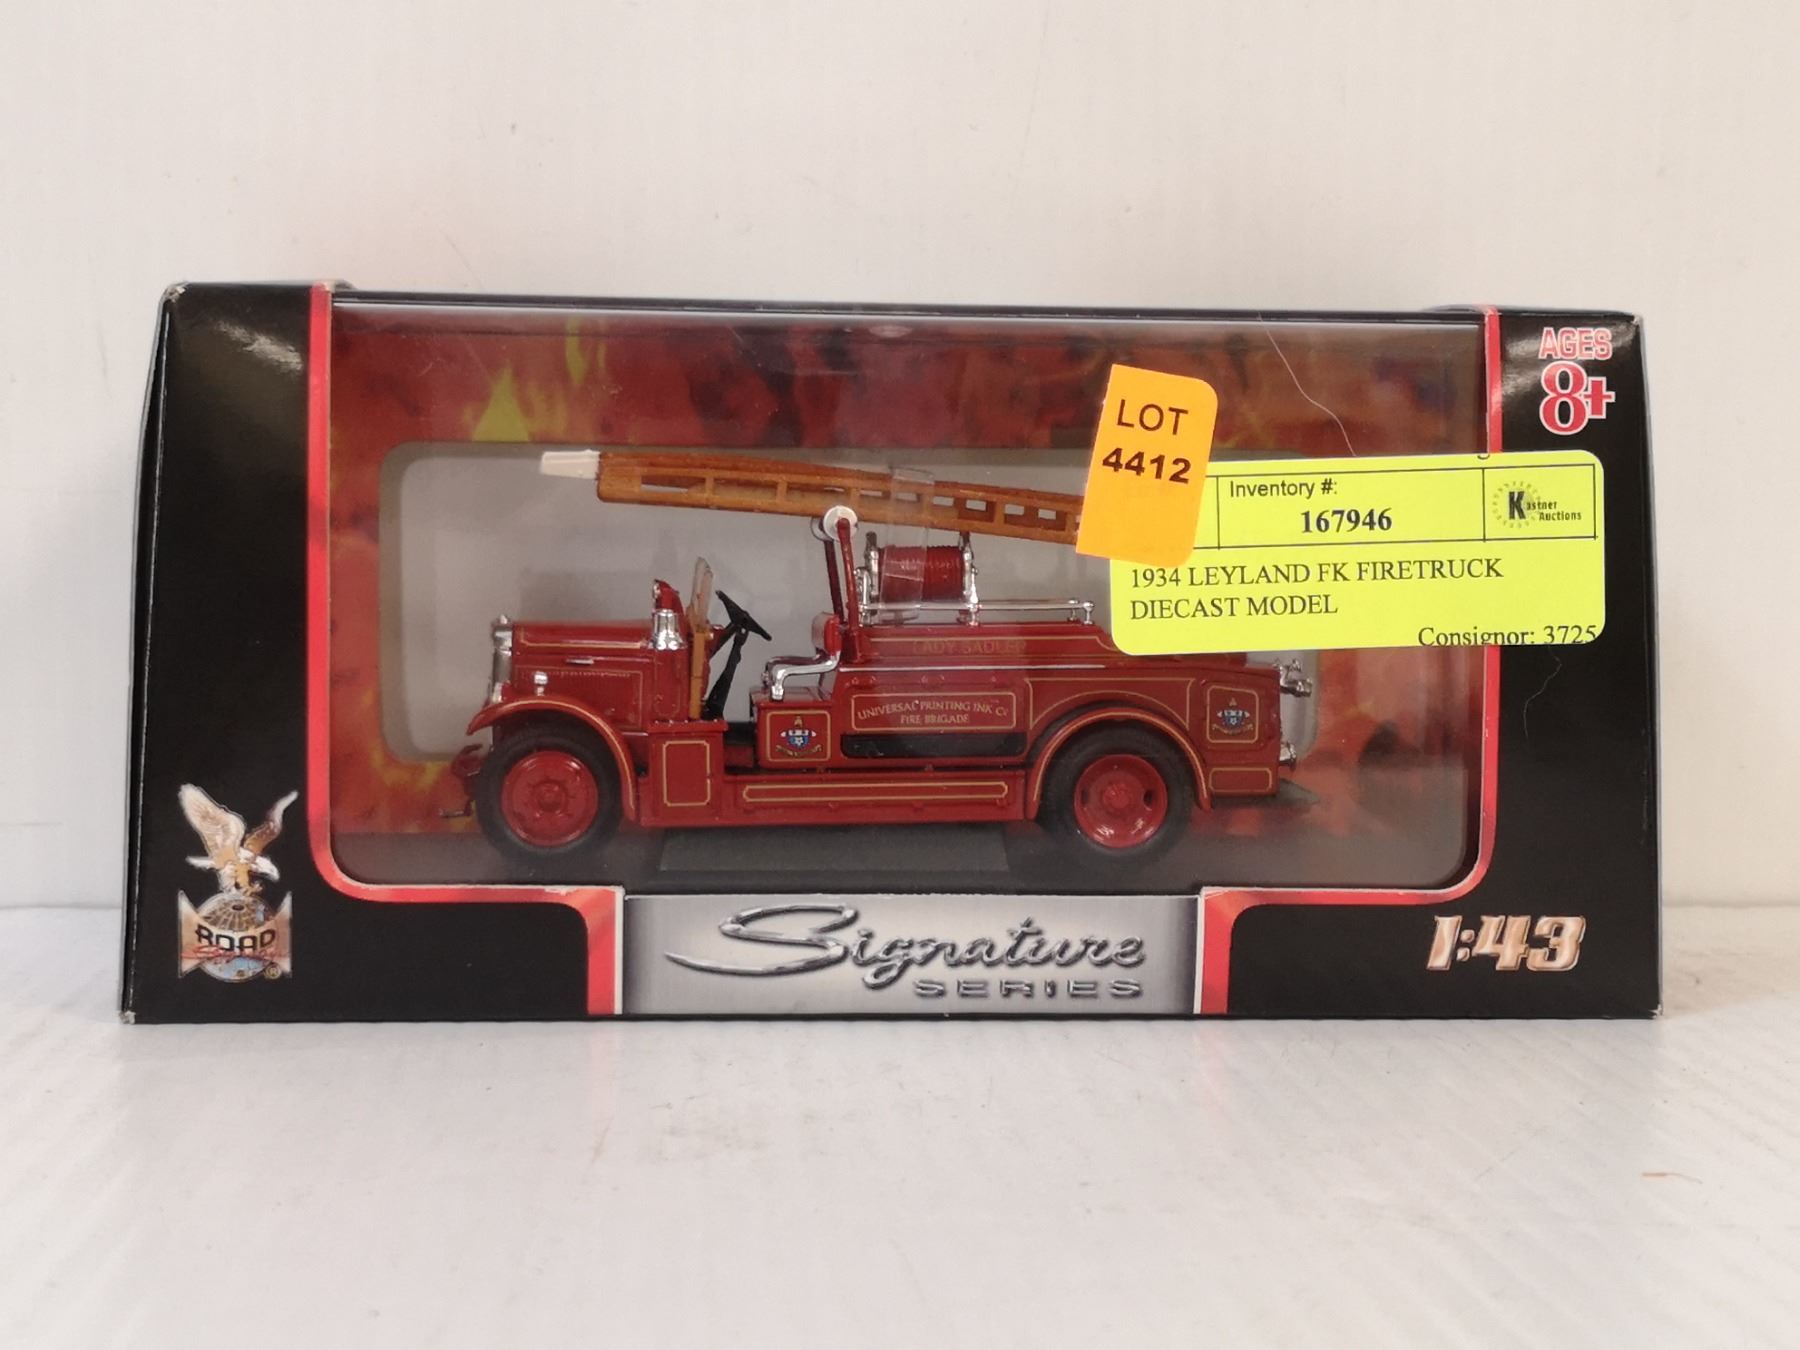 AGES
8+
LOT
4412
Inventory #:
167946
Kastner
Auctions
1934 LEYLAND FK FIRETRUCK
DIECAST MODEL
Consignor: 3725
LADY SADLER
UNIVERSAL PRINTING INK Co
FIRE BRIGADE
ROAD
Signature
®
Signature
SERIES
1:43